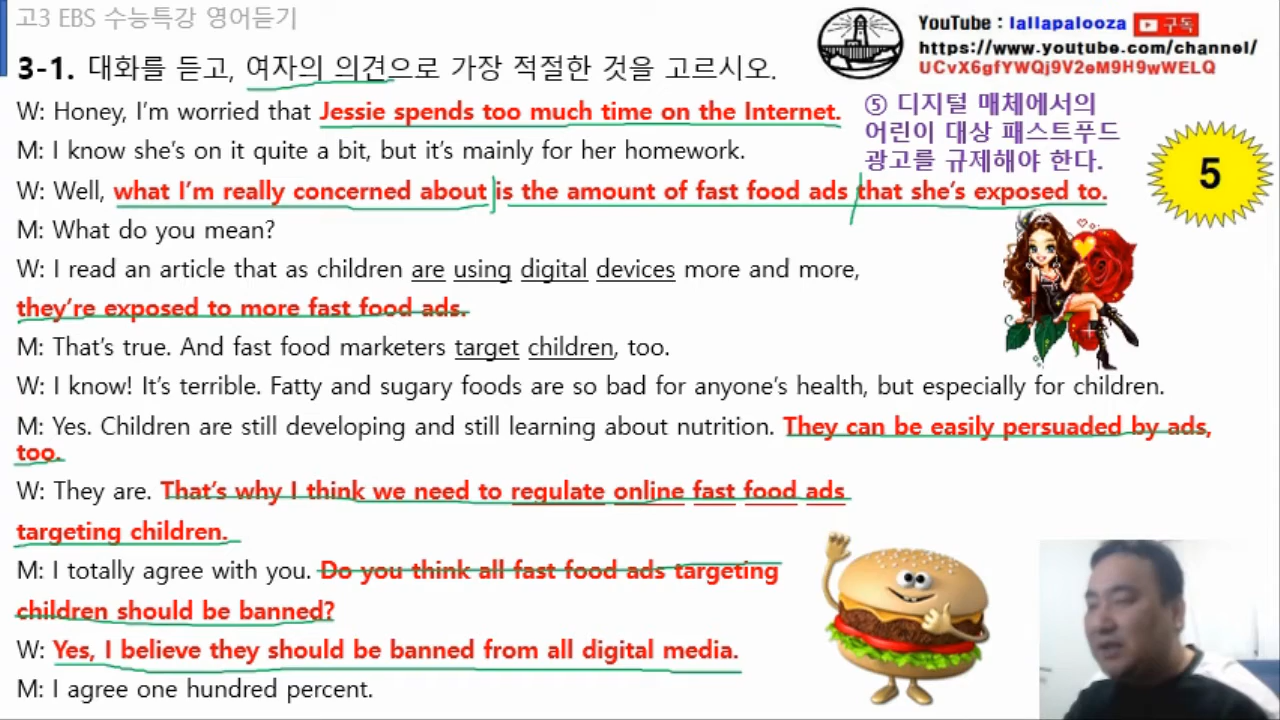 고3 EBS 수능특강 영어듣기
YouTube : lallapalooza 구독
https://www.youtube.com/channel/
UCvX6gfYWQj9V2eM9H9wWELQ
3-1. 대화를 듣고, 여자의 의견으로 가장 적절한 것을 고르시오.
W: Honey, I'm worried that Jessie spends too much time on the Internet.
⑤ 디지털 매체에서의
어린이 대상 패스트푸드
광고를 규제해야 한다.
5
M: I know she's on it quite a bit, but it's mainly for her homework.
W: Well, what I'm really concerned about is the amount of fast food ads that she's exposed to.
M: What do you mean?
W: I read an article that as children are using digital devices more and more,
they're exposed to more fast food ads.
M: That's true. And fast food marketers target children, too.
W: I know! It's terrible. Fatty and sugary foods are so bad for anyone's health, but especially for children.
M: Yes. Children are still developing and still learning about nutrition. They can be easily persuaded by ads,
too.
W: They are. That's why I think we need to regulate online fast food ads
targeting children.
M: I totally agree with you. Do you think all fast food ads targeting
children should be banned?
W: Yes, I believe they should be banned from all digital media.
M: I agree one hundred percent.